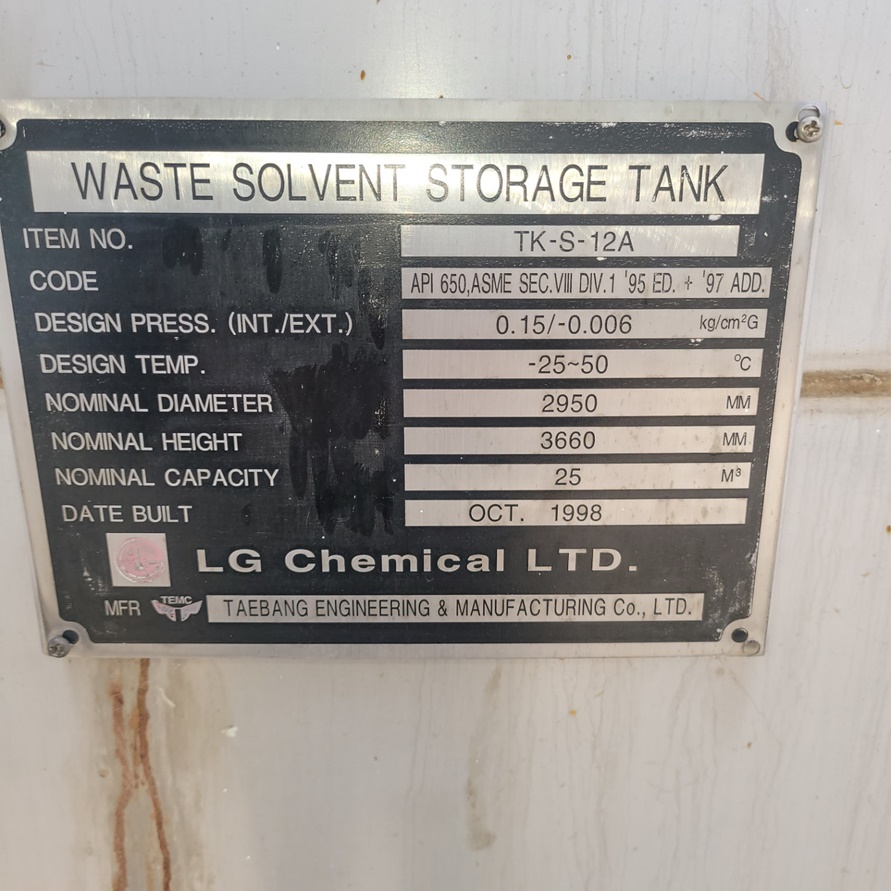 WASTE SOLVENT STORAGE TANK
ITEM NO. TK-S-12A
CODE API 650,ASME SEC.VIII DIV.1 '95 ED. + '97 ADD.
DESIGN PRESS. (INT./EXT.) 0.15/-0.006 kg/cm²G
DESIGN TEMP. -25~50 °C
NOMINAL DIAMETER 2950 MM
NOMINAL HEIGHT 3660 MM
NOMINAL CAPACITY 25 M³
DATE BUILT OCT. 1998
LG Chemical LTD.
MFR TEMC TAEBANG ENGINEERING & MANUFACTURING Co., LTD.